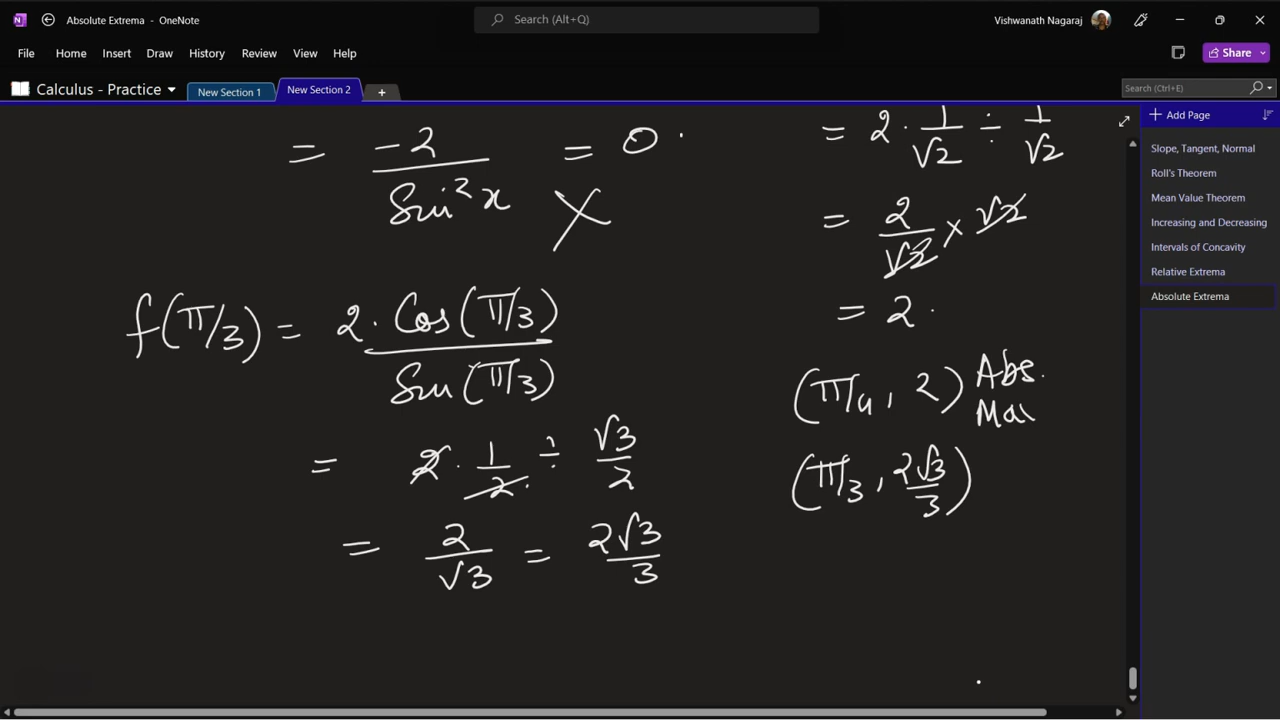 Absolute Extrema - OneNote
Search (Alt+Q)
Vishwanath Nagaraj
File Home Insert Draw History Review View Help
Share
Calculus - Practice
New Section 1
New Section 2
+
Search (Ctrl+E)
= -2 / Sin²x = 0.
X
f(π/3) = 2. Cos(π/3) / Sin(π/3)
= 2 · 1/2 ÷ √3/2
= 2/√3 = 2√3/3
= 2 · 1/√2 ÷ 1/√2
= 2/√2 × √2
= 2.
(π/4, 2) Abs.
Max
(π/3, 2√3/3)
+ Add Page
Slope, Tangent, Normal
Roll's Theorem
Mean Value Theorem
Increasing and Decreasing
Intervals of Concavity
Relative Extrema
Absolute Extrema